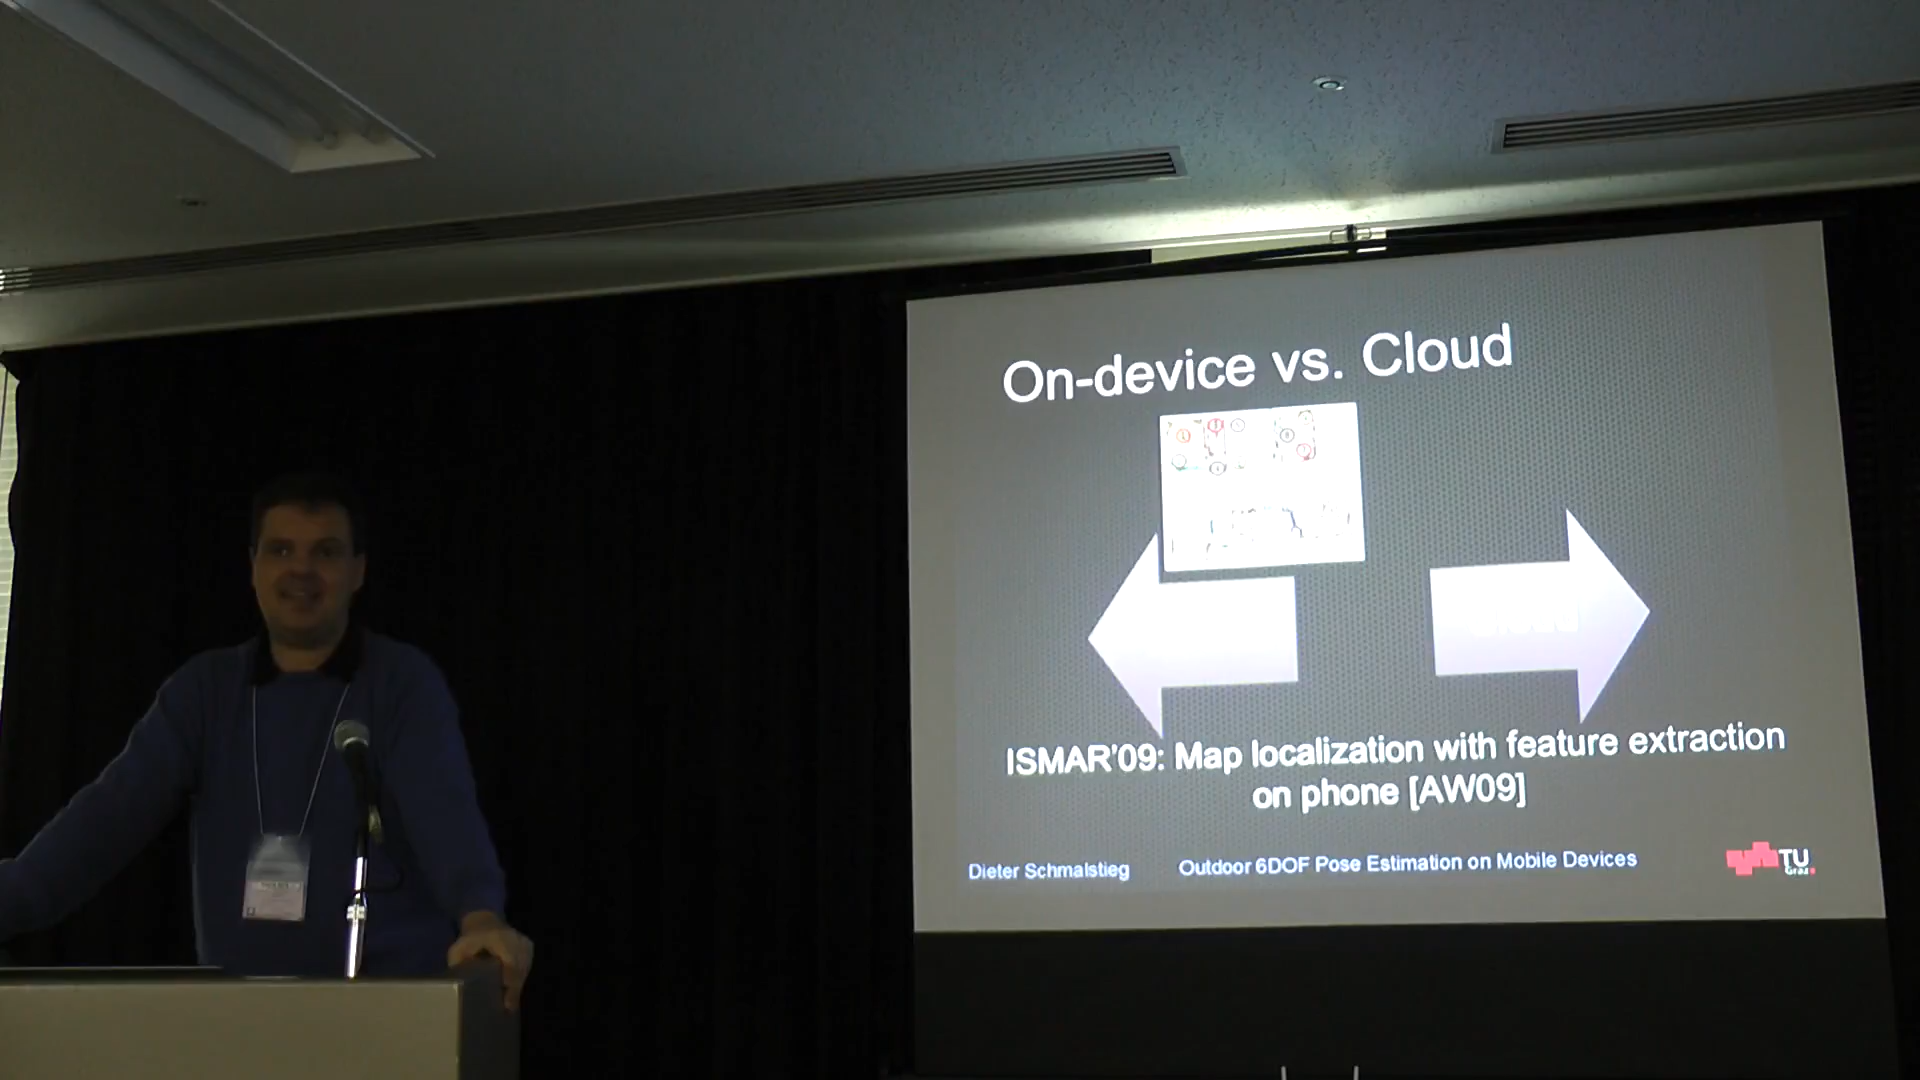 On-device vs. Cloud
ISMAR'09: Map localization with feature extraction
on phone [AW09]
Dieter Schmalstieg
Outdoor 6DOF Pose Estimation on Mobile Devices
TU
Graz